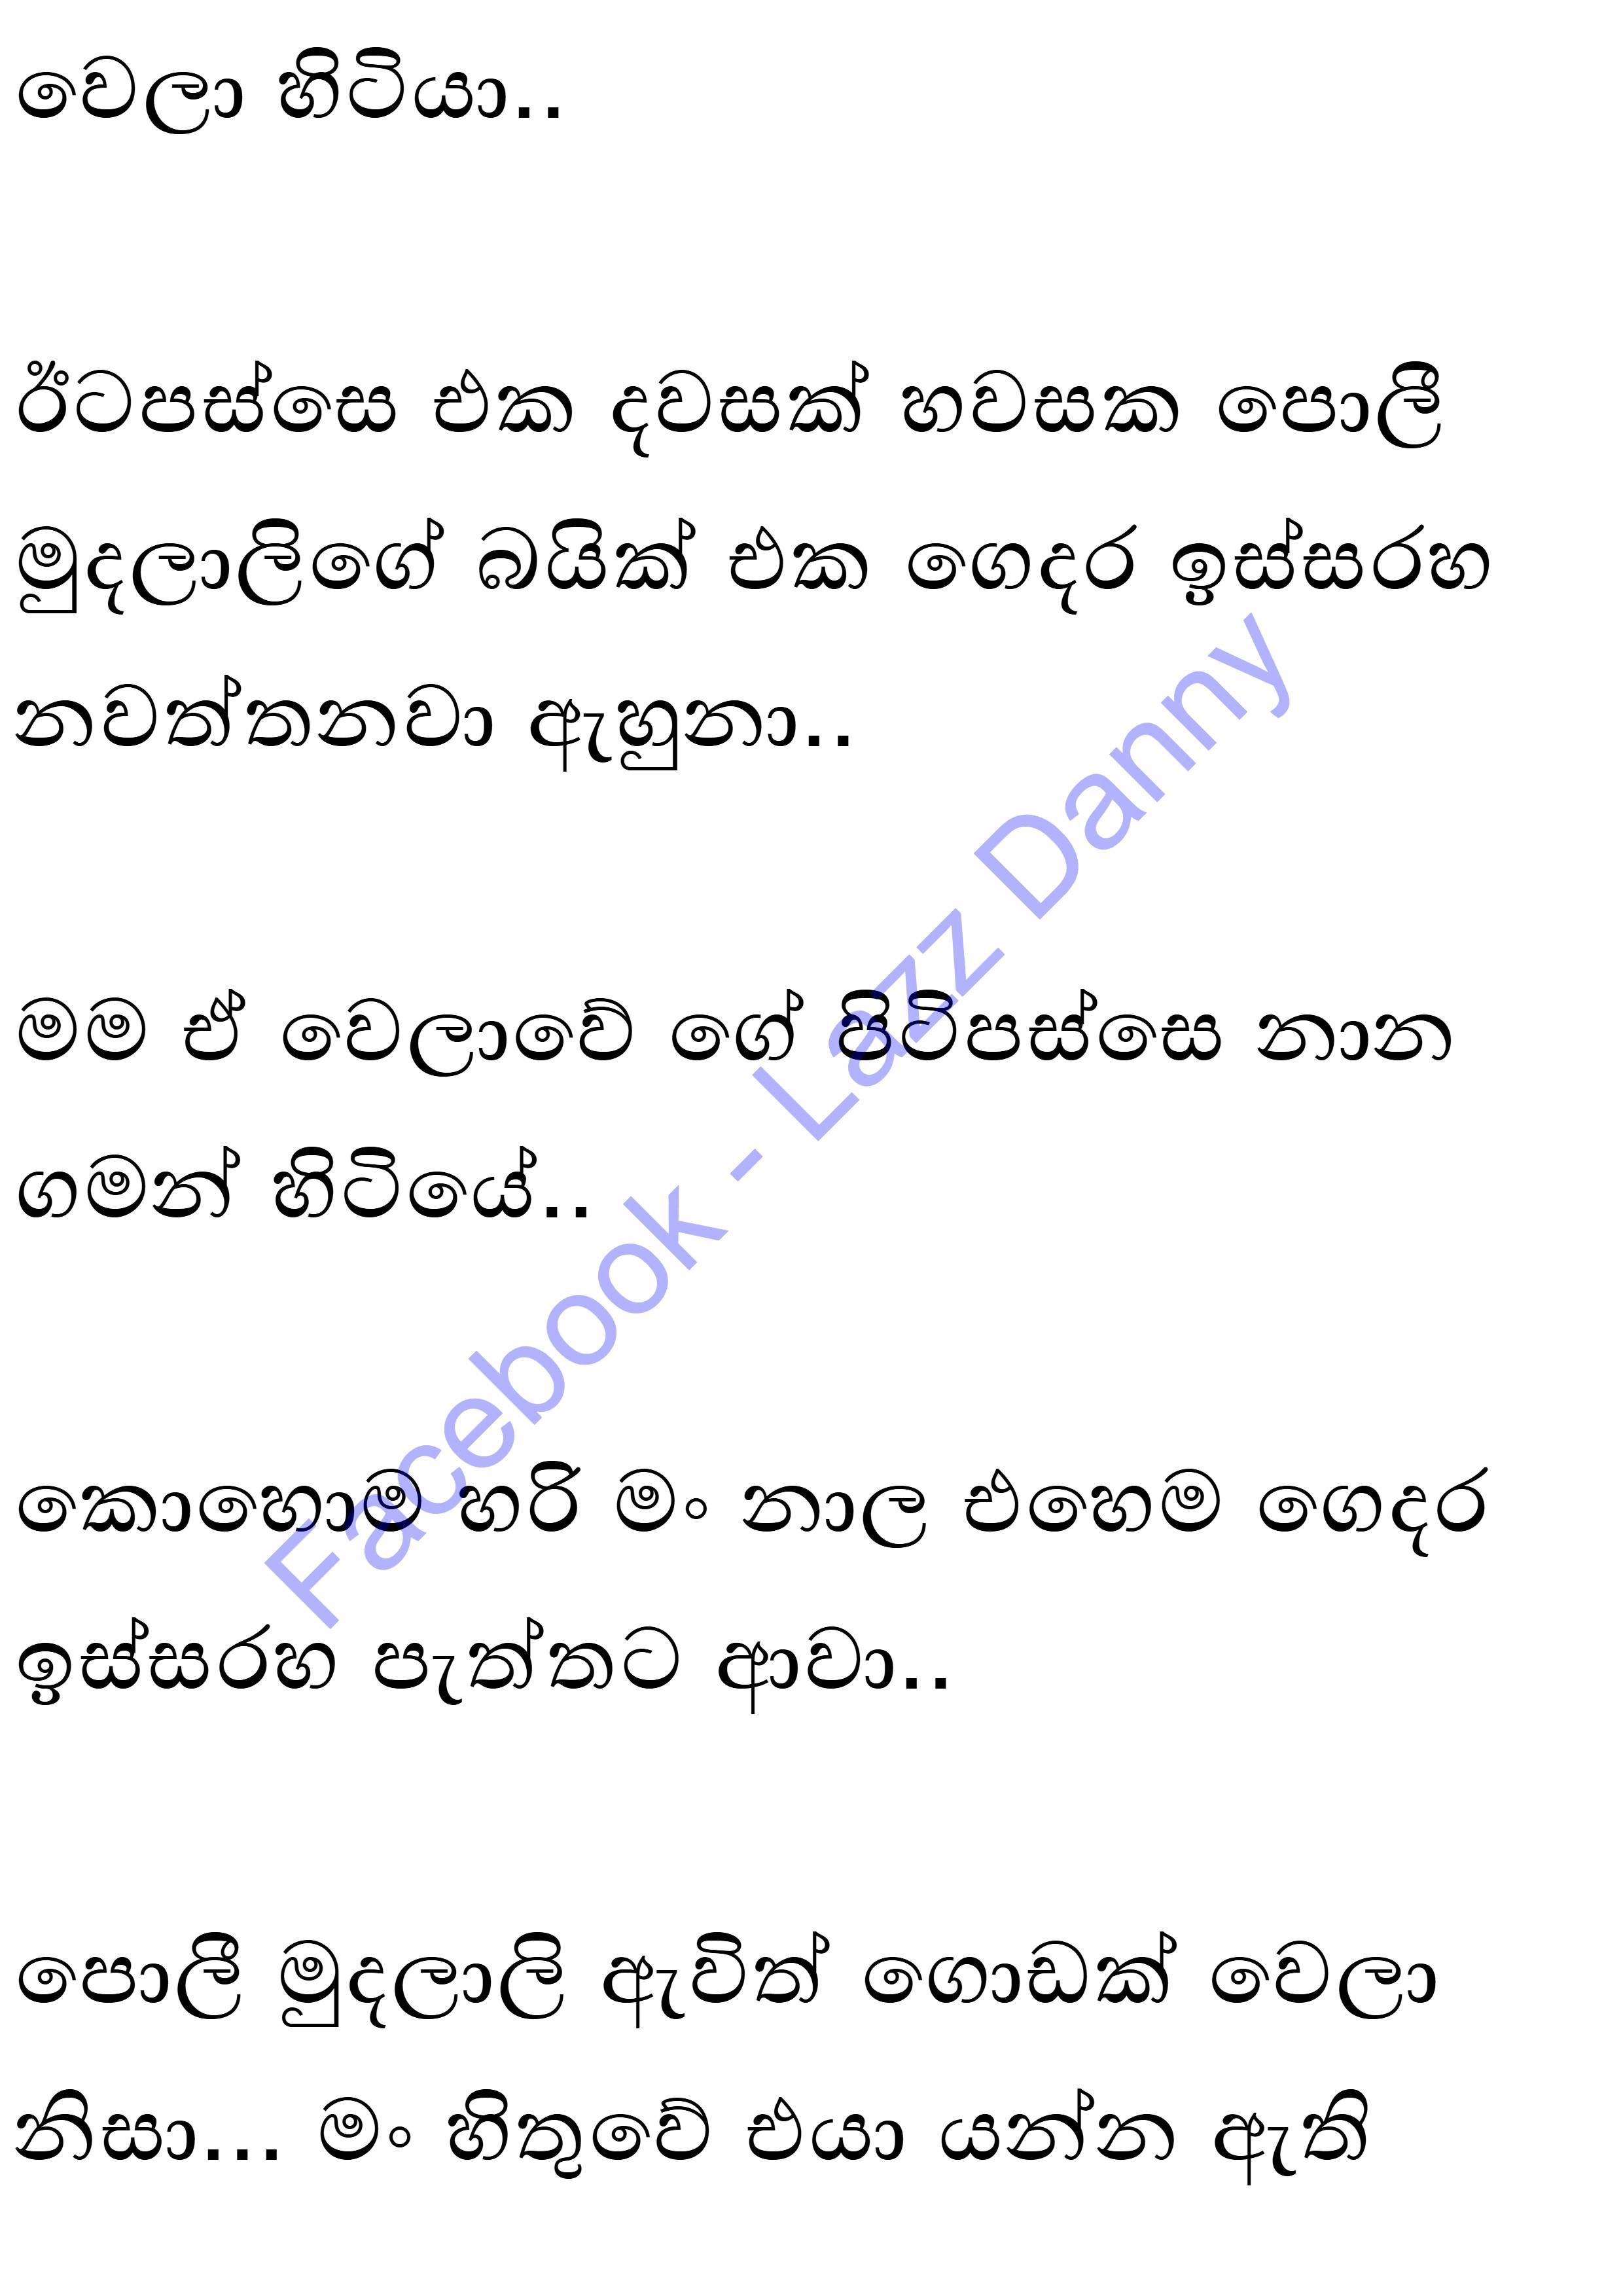 වෙලා හිටියා..
ඊටපස්සෙ එක දවසක් හවසක පොලී
මුදලාලිගේ බයික් එක ගෙදර ඉස්සරහ
නවත්තනවා ඇහුනා..
මම ඒ වෙලාවේ ගේ පිටිපස්සෙ නාන
ගමන් හිටියේ..
කොහොම හරි මං නාල එහෙම ගෙදර
ඉස්සරහ පැත්තට ආවා..
පොලී මුදලාලි ඇවිත් ගොඩක් වෙලා
නිසා... මං හිතුවේ එයා යන්න ඇති
Facebook - Lazz Danny